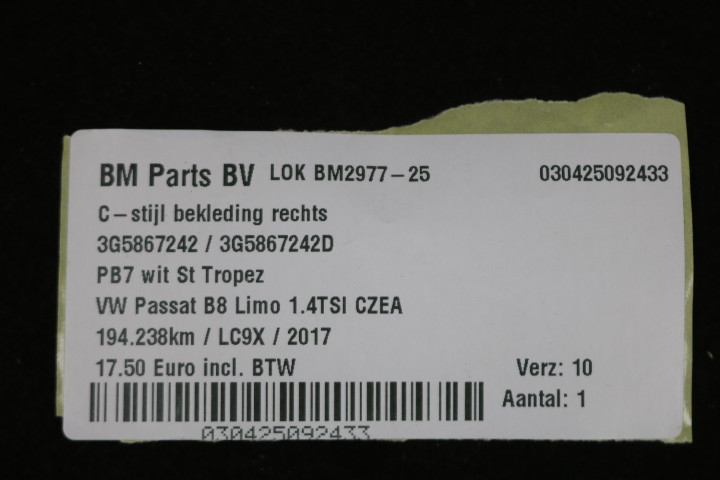 BM Parts BV LOK BM2977-25 030425092433
C-stijl bekleding rechts
3G5867242 / 3G5867242D
PB7 wit St Tropez
VW Passat B8 Limo 1.4TSI CZEA
194.238km / LC9X / 2017
17.50 Euro incl. BTW Verz: 10
Aantal: 1
030425092433